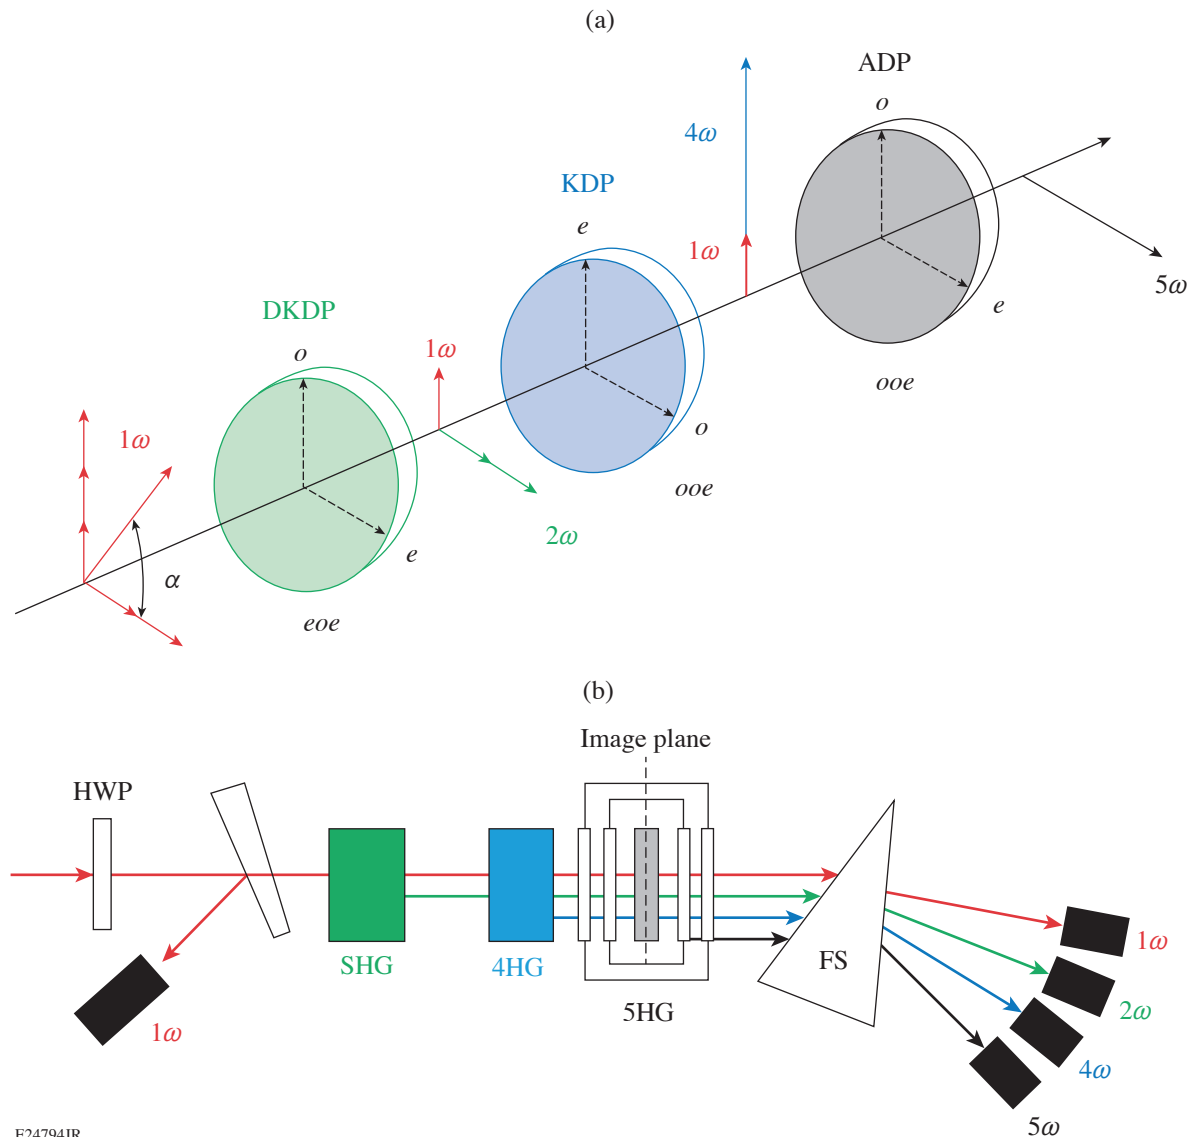 (a)
ADP
o
4ω
KDP
e
1ω
5ω
e
DKDP
o
1ω
ooe
o
1ω
ooe
2ω
e
α
eoe
(b)
Image plane
HWP
SHG
4HG
FS
1ω
5HG
2ω
1ω
4ω
5ω
E24794JR